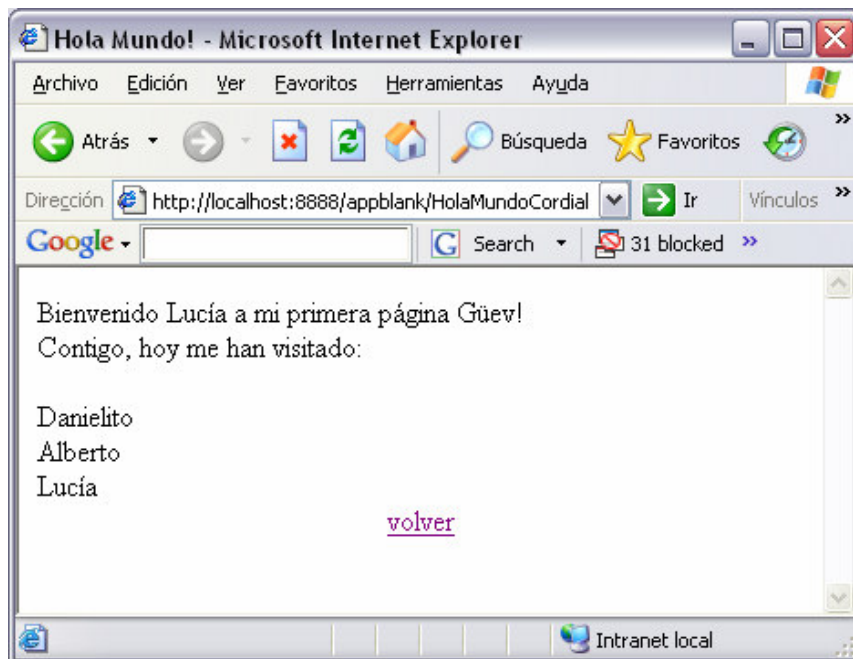 Hola Mundo! - Microsoft Internet Explorer
Archivo Edición Ver Favoritos Herramientas Ayuda
Atrás Búsqueda Favoritos »
Dirección http://localhost:8888/appblank/HolaMundoCordial Ir Vínculos »
Google G Search 31 blocked »
Bienvenido Lucía a mi primera página Güev!
Contigo, hoy me han visitado:
Danielito
Alberto
Lucía
volver
Intranet local